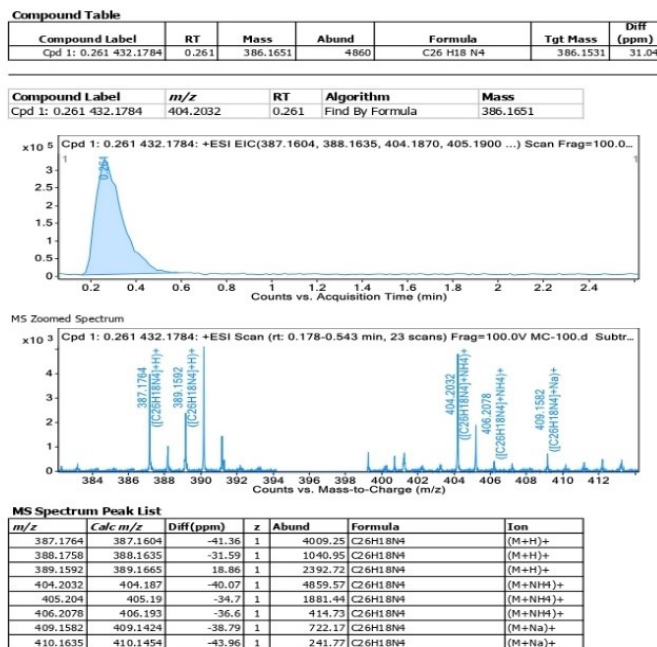 Compound Table
Compound Label RT Mass Abund Formula Tgt Mass Diff (ppm)
Cpd 1: 0.261 432.1784 0.261 386.1651 4860 C26 H18 N4 386.1531 31.04
Compound Label m/z RT Algorithm Mass
Cpd 1: 0.261 432.1784 404.2032 0.261 Find By Formula 386.1651
x10 5 Cpd 1: 0.261 432.1784: +ESI EIC(387.1604, 388.1635, 404.1870, 405.1900 ...) Scan Frag=100.0...
1 1
0.261
3
2.5
2
1.5
1
0.5
0
0.2 0.4 0.6 0.8 1 1.2 1.4 1.6 1.8 2 2.2 2.4
Counts vs. Acquisition Time (min)
MS Zoomed Spectrum
x10 3 Cpd 1: 0.261 432.1784: +ESI Scan (rt: 0.178-0.543 min, 23 scans) Frag=100.0V MC-100.d Subtr...
4
2
0
387.1764
([C26H18N4]+H)+
389.1592
([C26H18N4]+H)+
404.2032
([C26H18N4]+NH4)+
406.2078
([C26H18N4]+NH4)+
409.1582
([C26H18N4]+Na)+
384 386 388 390 392 394 396 398 400 402 404 406 408 410 412
Counts vs. Mass-to-Charge (m/z)
MS Spectrum Peak List
m/z Calc m/z Diff(ppm) z Abund Formula Ion
387.1764 387.1604 -41.36 1 4009.25 C26H18N4 (M+H)+
388.1758 388.1635 -31.59 1 1040.95 C26H18N4 (M+H)+
389.1592 389.1665 18.86 1 2392.72 C26H18N4 (M+H)+
404.2032 404.187 -40.07 1 4859.57 C26H18N4 (M+NH4)+
405.204 405.19 -34.7 1 1881.44 C26H18N4 (M+NH4)+
406.2078 406.193 -36.6 1 414.73 C26H18N4 (M+NH4)+
409.1582 409.1424 -38.79 1 722.17 C26H18N4 (M+Na)+
410.1635 410.1454 -43.96 1 241.77 C26H18N4 (M+Na)+